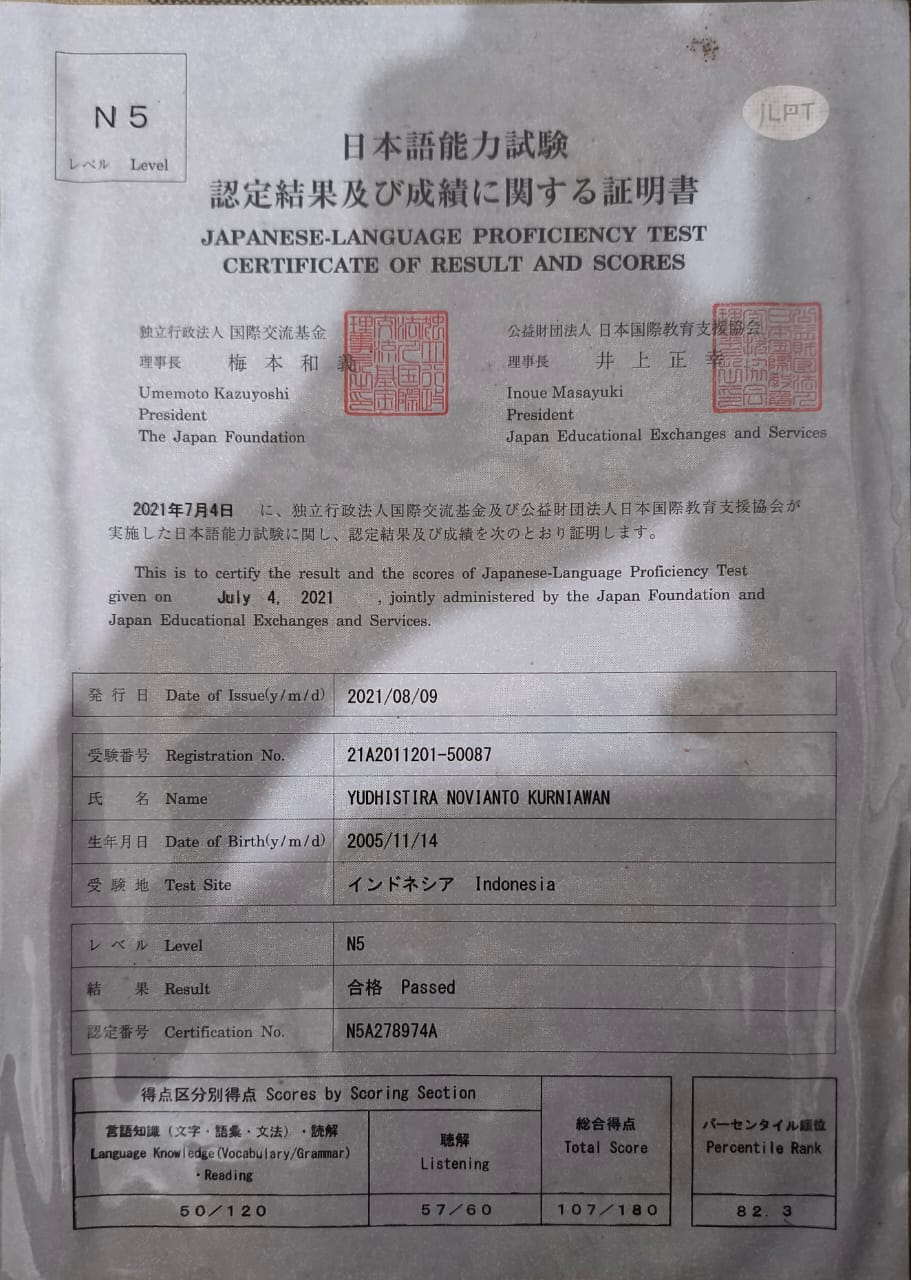 N5
レベル Level
JLPT
日本語能力試験
認定結果及び成績に関する証明書
JAPANESE-LANGUAGE PROFICIENCY TEST
CERTIFICATE OF RESULT AND SCORES
独立行政法人 国際交流基金
理事長 梅本和義
Umemoto Kazuyoshi
President
The Japan Foundation
公益財団法人 日本国際教育支援協会
理事長 井上正幸
Inoue Masayuki
President
Japan Educational Exchanges and Services
2021年7月4日 に、独立行政法人国際交流基金及び公益財団法人日本国際教育支援協会が
実施した日本語能力試験に関し、認定結果及び成績を次のとおり証明します。
This is to certify the result and the scores of Japanese-Language Proficiency Test
given on July 4, 2021 , jointly administered by the Japan Foundation and
Japan Educational Exchanges and Services.
発行日 Date of Issue(y/m/d) 2021/08/09
受験番号 Registration No. 21A2011201-50087
氏名 Name YUDHISTIRA NOVIANTO KURNIAWAN
生年月日 Date of Birth(y/m/d) 2005/11/14
受験地 Test Site インドネシア Indonesia
レベル Level N5
結果 Result 合格 Passed
認定番号 Certification No. N5A278974A
得点区分別得点 Scores by Scoring Section
言語知識（文字・語彙・文法）・読解
Language Knowledge(Vocabulary/Grammar)
・Reading
聴解
Listening
総合得点
Total Score
パーセンタイル順位
Percentile Rank
50/120 57/60 107/180 82.3